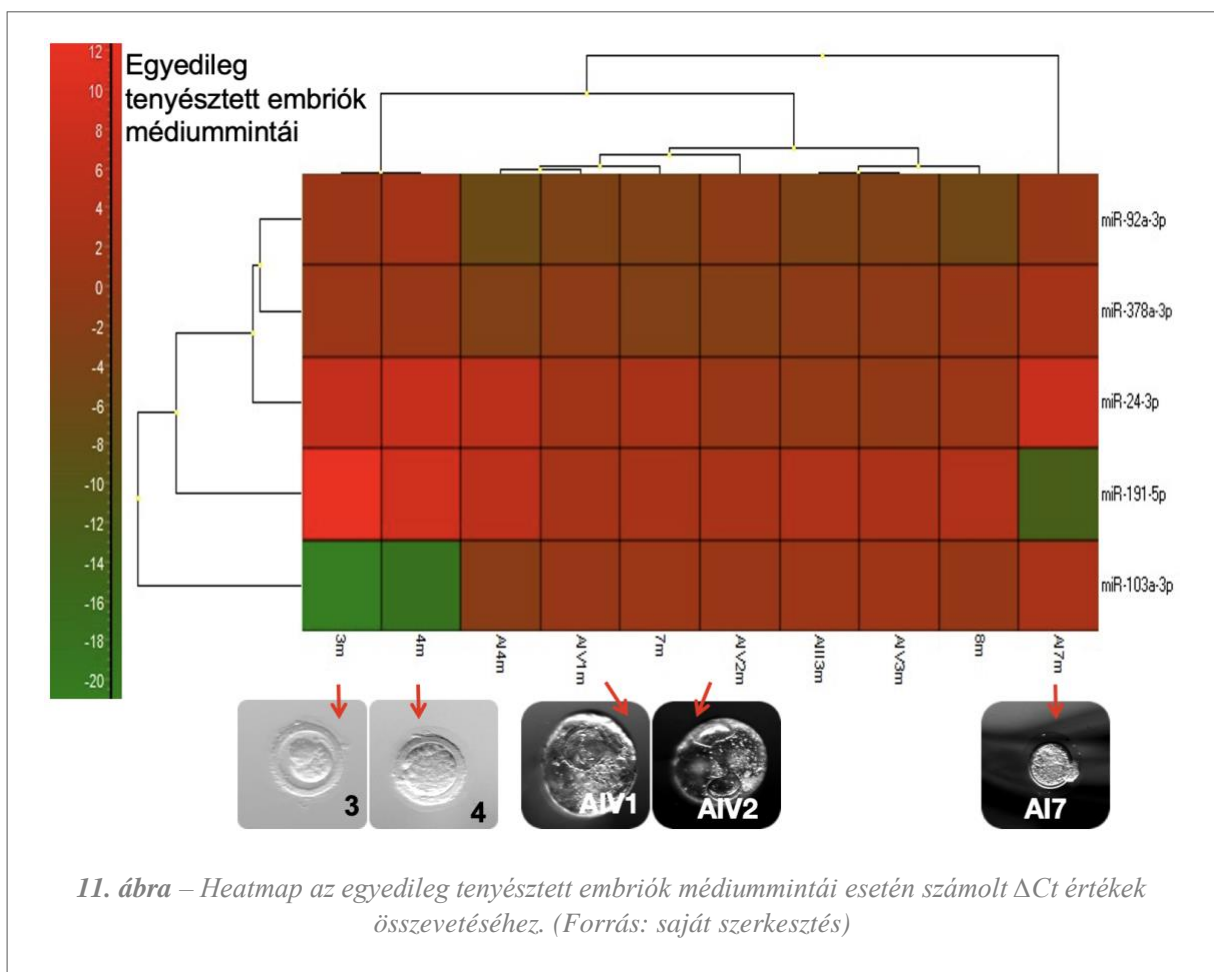 12
10
8
6
4
2
0
-2
-4
-6
-8
-10
-12
-14
-16
-18
-20
Egyedileg
tenyésztett embriók
médiummintái
miR-92a-3p
miR-378a-3p
miR-24-3p
miR-191-5p
miR-103a-3p
3m
4m
AI4m
AIV1m
7m
AIV2m
AIII3m
AIV3m
8m
AI7m
3
4
AIV1
AIV2
AI7
11. ábra – Heatmap az egyedileg tenyésztett embriók médiummintái esetén számolt ΔCt értékek
összevetéséhez. (Forrás: saját szerkesztés)